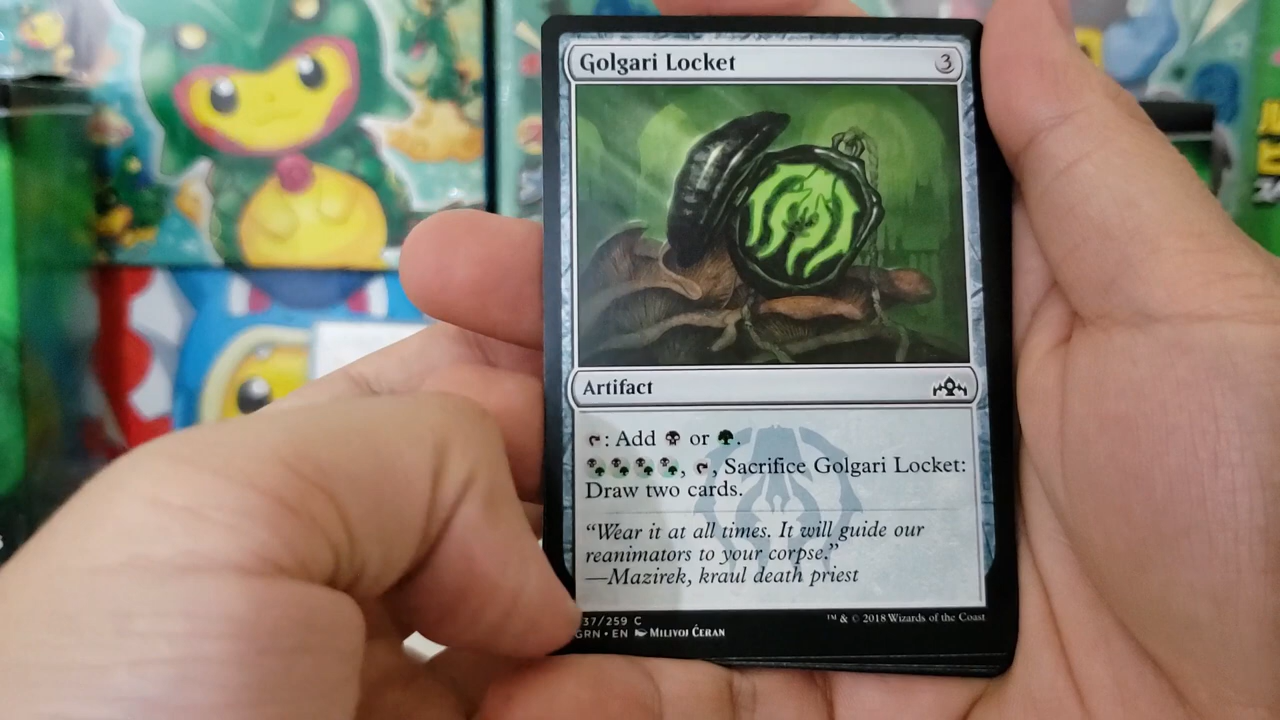 Golgari Locket 3
Artifact
: Add or .
, , Sacrifice Golgari Locket:
Draw two cards.
“Wear it at all times. It will guide our
reanimators to your corpse.”
—Mazirek, kraul death priest
37/259 C
™ & © 2018 Wizards of the Coast
GRN • EN MILIVOJ ĆERAN